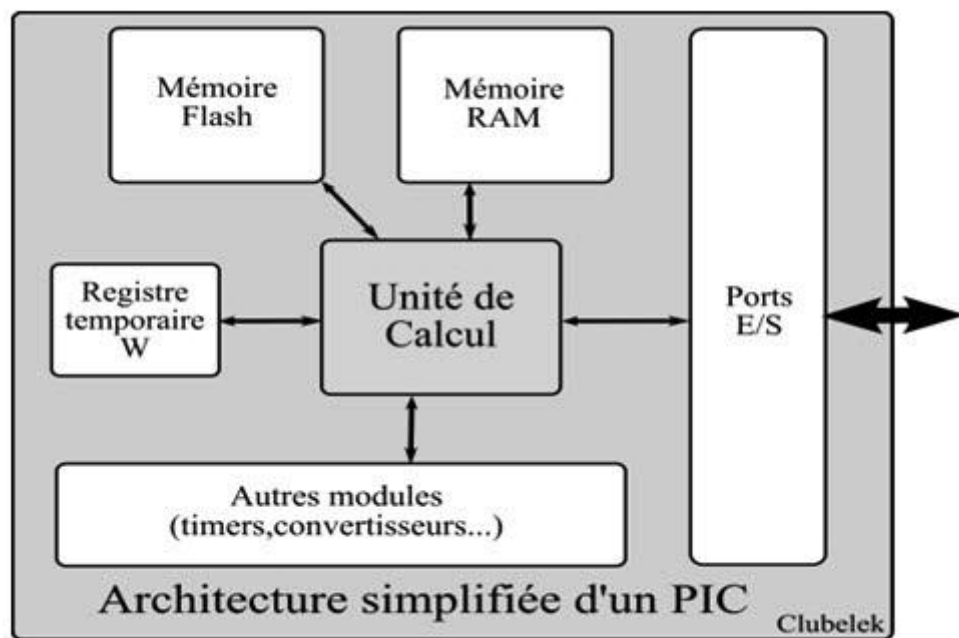 Mémoire
Flash
Mémoire
RAM
Registre
temporaire
W
Unité de
Calcul
Ports
E/S
Autres modules
(timers,convertisseurs...)
Architecture simplifiée d'un PIC
Clubelek